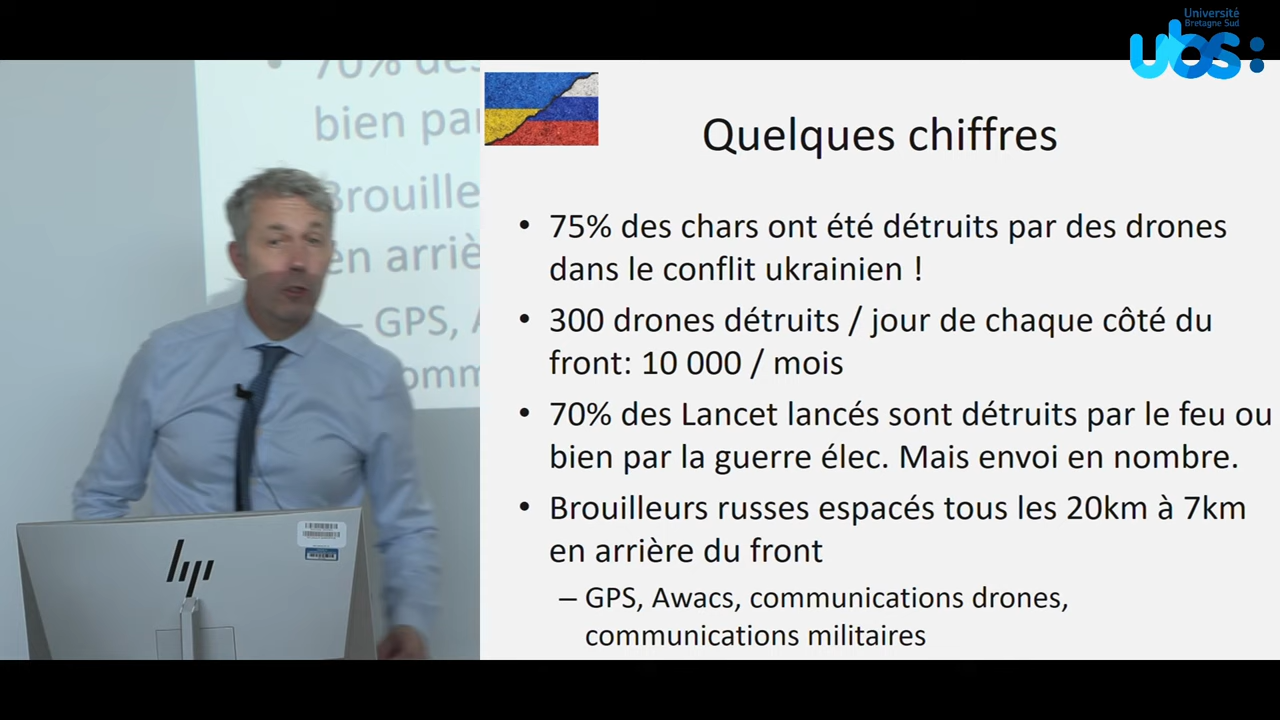 Université
Bretagne Sud
ubs:
70% des
bien par
Brouille
en arriè
– GPS, A
omm
hp
Quelques chiffres
• 75% des chars ont été détruits par des drones
dans le conflit ukrainien !
• 300 drones détruits / jour de chaque côté du
front: 10 000 / mois
• 70% des Lancet lancés sont détruits par le feu ou
bien par la guerre élec. Mais envoi en nombre.
• Brouilleurs russes espacés tous les 20km à 7km
en arrière du front
– GPS, Awacs, communications drones,
communications militaires